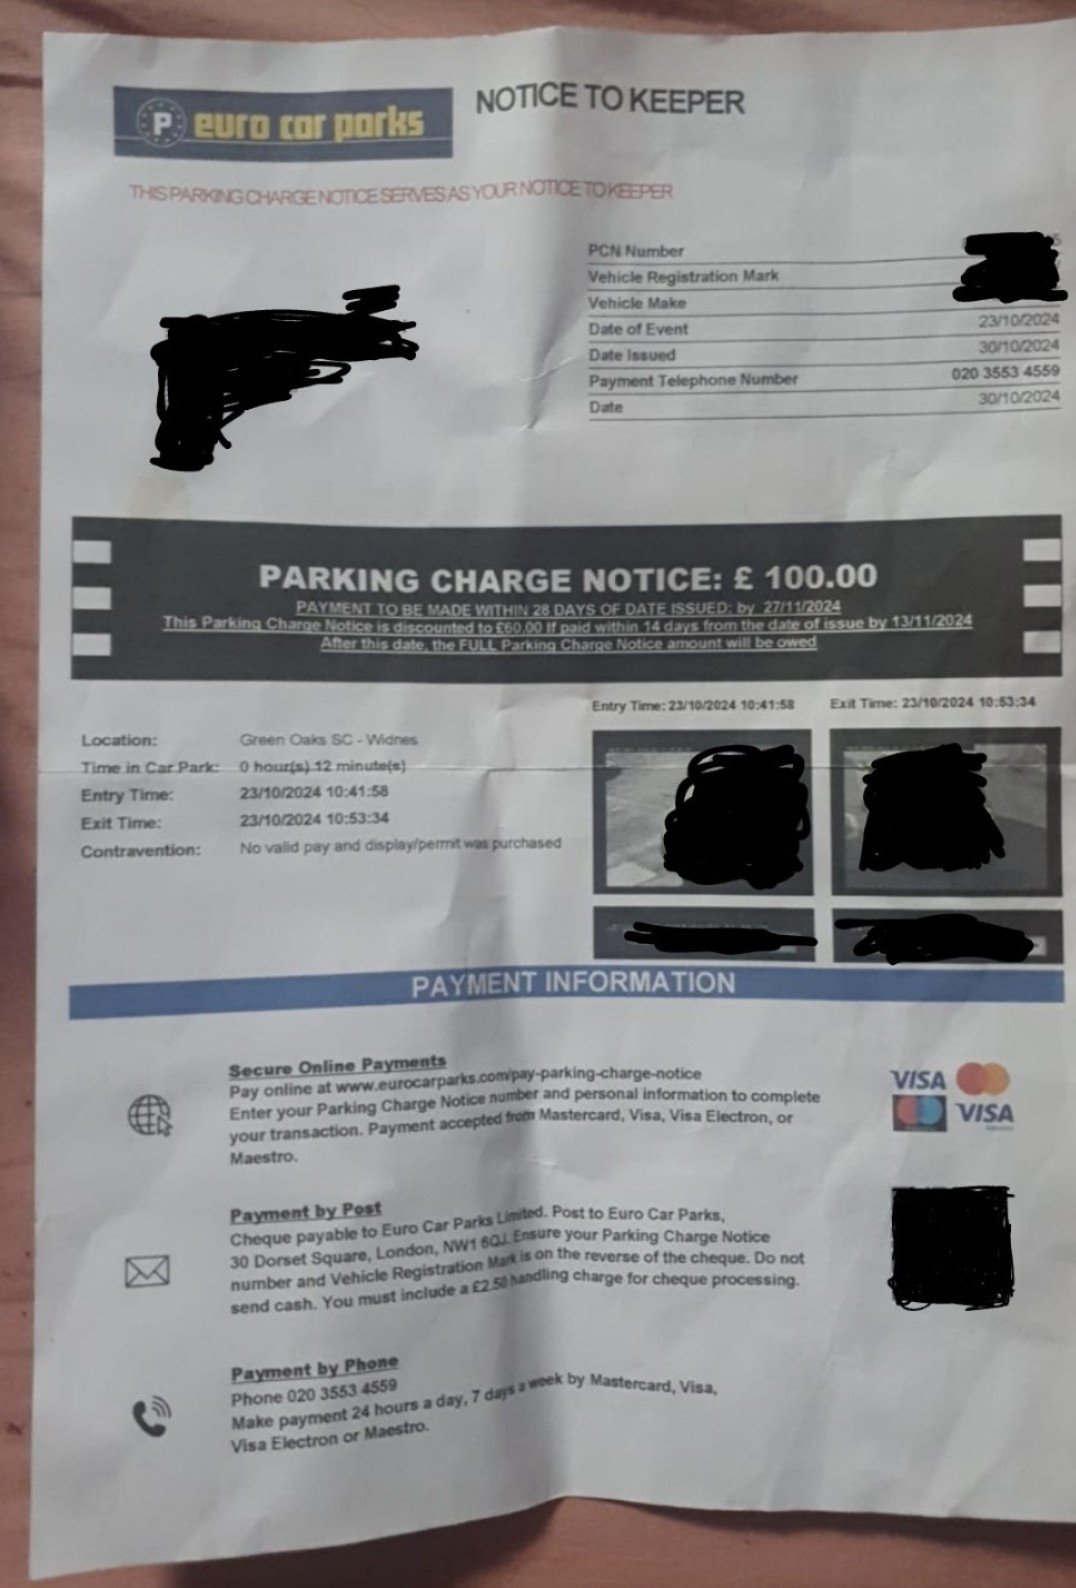 P euro car parks
NOTICE TO KEEPER
THIS PARKING CHARGE NOTICE SERVES AS YOUR NOTICE TO KEEPER
PCN Number
Vehicle Registration Mark
Vehicle Make
Date of Event 23/10/2024
Date Issued 30/10/2024
Payment Telephone Number 020 3553 4559
Date 30/10/2024
PARKING CHARGE NOTICE: £ 100.00
PAYMENT TO BE MADE WITHIN 28 DAYS OF DATE ISSUED: by 27/11/2024
This Parking Charge Notice is discounted to £60.00 If paid within 14 days from the date of issue by 13/11/2024
After this date, the FULL Parking Charge Notice amount will be owed
Entry Time: 23/10/2024 10:41:58 Exit Time: 23/10/2024 10:53:34
Location: Green Oaks SC - Widnes
Time in Car Park: 0 hour(s) 12 minute(s)
Entry Time: 23/10/2024 10:41:58
Exit Time: 23/10/2024 10:53:34
Contravention: No valid pay and display/permit was purchased
PAYMENT INFORMATION
Secure Online Payments
Pay online at www.eurocarparks.com/pay-parking-charge-notice
Enter your Parking Charge Notice number and personal information to complete
your transaction. Payment accepted from Mastercard, Visa, Visa Electron, or
Maestro.
VISA
VISA
Payment by Post
Cheque payable to Euro Car Parks Limited. Post to Euro Car Parks,
30 Dorset Square, London, NW1 6QJ. Ensure your Parking Charge Notice
number and Vehicle Registration Mark is on the reverse of the cheque. Do not
send cash. You must include a £2.50 handling charge for cheque processing.
Payment by Phone
Phone 020 3553 4559
Make payment 24 hours a day, 7 days a week by Mastercard, Visa,
Visa Electron or Maestro.